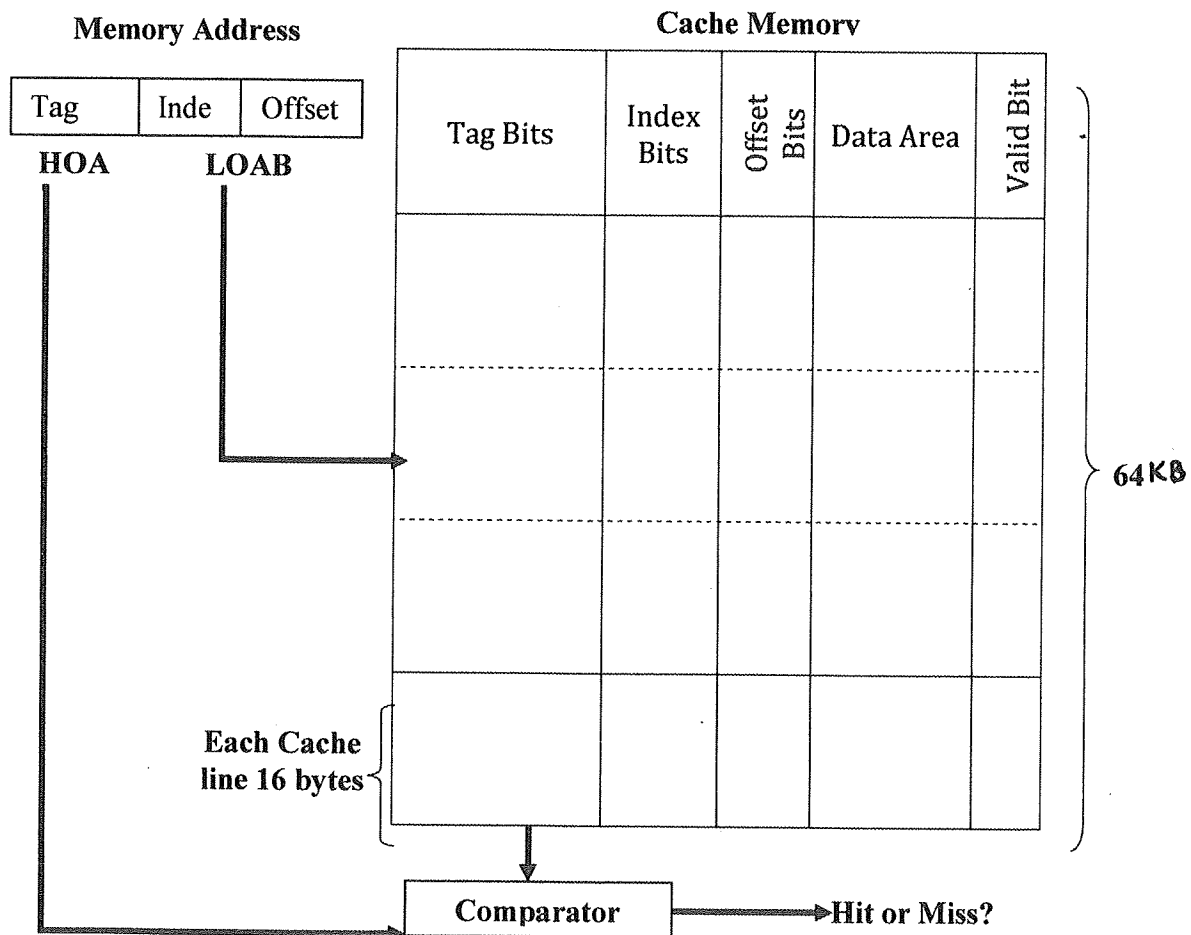 Memory Address
Cache Memory
Tag
Inde
Offset
HOA
LOAB
Tag Bits
Index
Bits
Offset
Bits
Data Area
Valid Bit
64KB
Each Cache
line 16 bytes
Comparator
Hit or Miss?